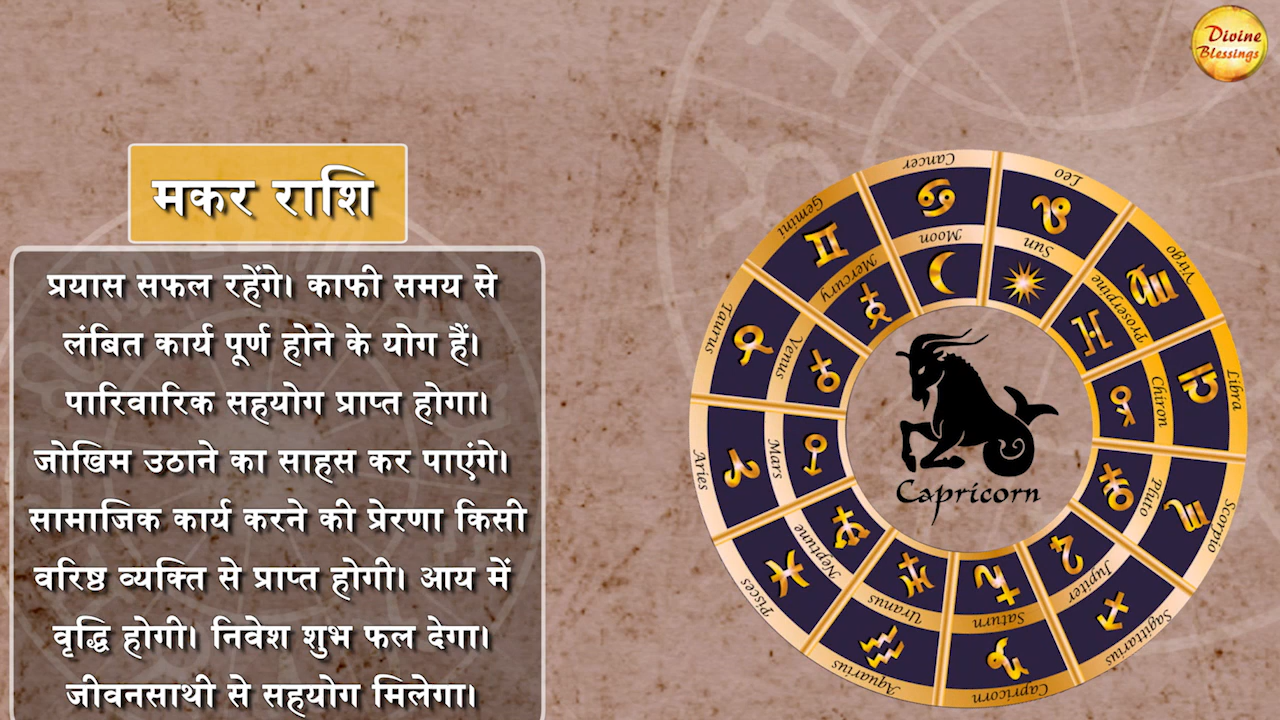 Divine
Blessings
मकर राशि
प्रयास सफल रहेंगे। काफी समय से
लंबित कार्य पूर्ण होने के योग हैं।
पारिवारिक सहयोग प्राप्त होगा।
जोखिम उठाने का साहस कर पाएंगे।
सामाजिक कार्य करने की प्रेरणा किसी
वरिष्ठ व्यक्ति से प्राप्त होगी। आय में
वृद्धि होगी। निवेश शुभ फल देगा।
जीवनसाथी से सहयोग मिलेगा।
Cancer
Leo
Virgo
Libra
Scorpio
Sagittarius
Capricorn
Aquarius
Pisces
Aries
Taurus
Gemini
Moon
Sun
Proserpine
Chiron
Pluto
Jupiter
Saturn
Uranus
Neptune
Mars
Venus
Mercury
Capricorn